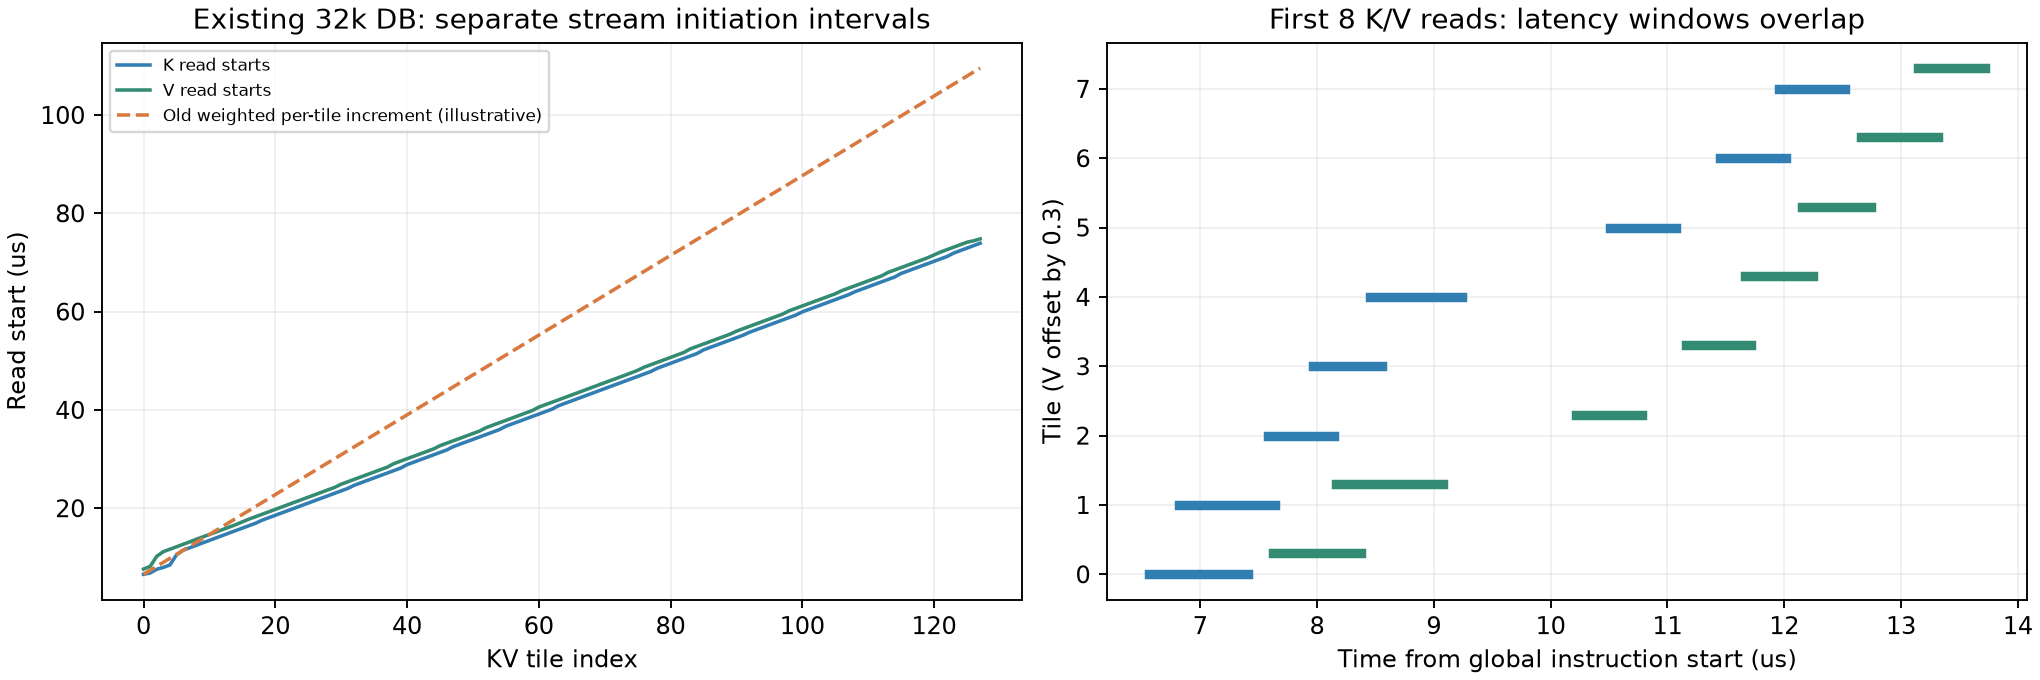 Existing 32k DB: separate stream initiation intervals
K read starts
V read starts
Old weighted per-tile increment (illustrative)
Read start (us)
100
80
60
40
20
0 20 40 60 80 100 120
KV tile index
First 8 K/V reads: latency windows overlap
Tile (V offset by 0.3)
7
6
5
4
3
2
1
0
7 8 9 10 11 12 13 14
Time from global instruction start (us)